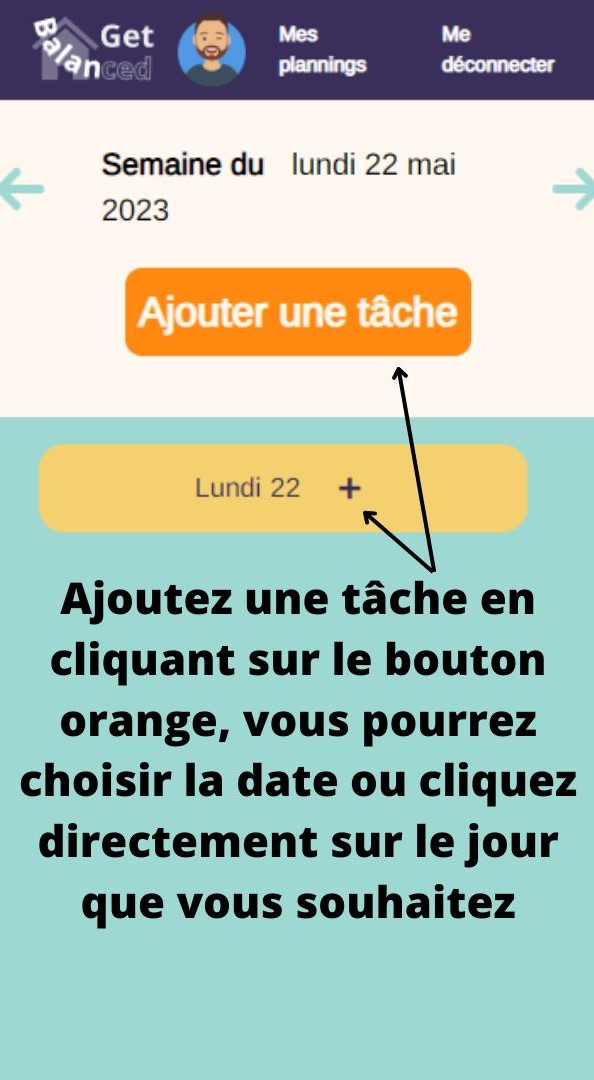 Get
Balanced
Mes
plannings
Me
déconnecter
Semaine du lundi 22 mai
2023
Ajouter une tâche
Lundi 22 +
Ajoutez une tâche en
cliquant sur le bouton
orange, vous pourrez
choisir la date ou cliquez
directement sur le jour
que vous souhaitez